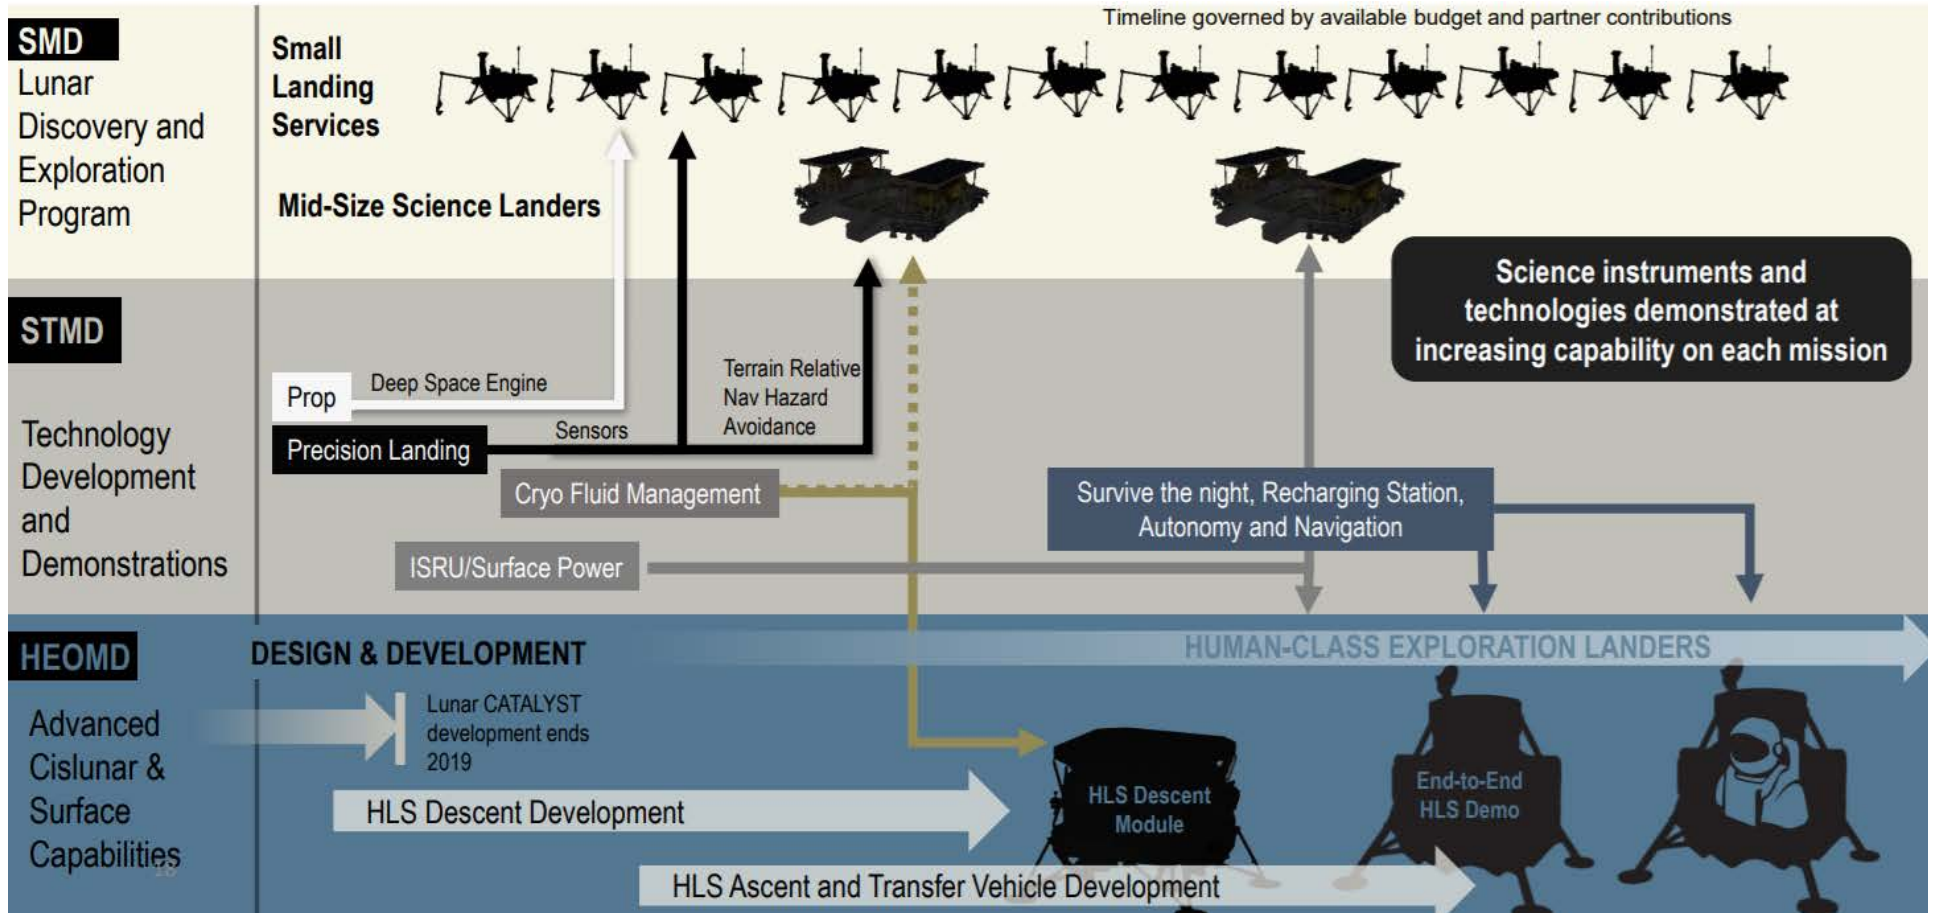 Timeline governed by available budget and partner contributions
SMD
Lunar
Discovery and
Exploration
Program
Small
Landing
Services
Mid-Size Science Landers
Science instruments and
technologies demonstrated at
increasing capability on each mission
STMD
Technology
Development
and
Demonstrations
Prop
Deep Space Engine
Precision Landing
Sensors
Terrain Relative
Nav Hazard
Avoidance
Cryo Fluid Management
ISRU/Surface Power
Survive the night, Recharging Station,
Autonomy and Navigation
HEOMD
Advanced
Cislunar &
Surface
Capabilities
18
DESIGN & DEVELOPMENT
HUMAN-CLASS EXPLORATION LANDERS
Lunar CATALYST
development ends
2019
HLS Descent Development
HLS Descent
Module
End-to-End
HLS Demo
HLS Ascent and Transfer Vehicle Development